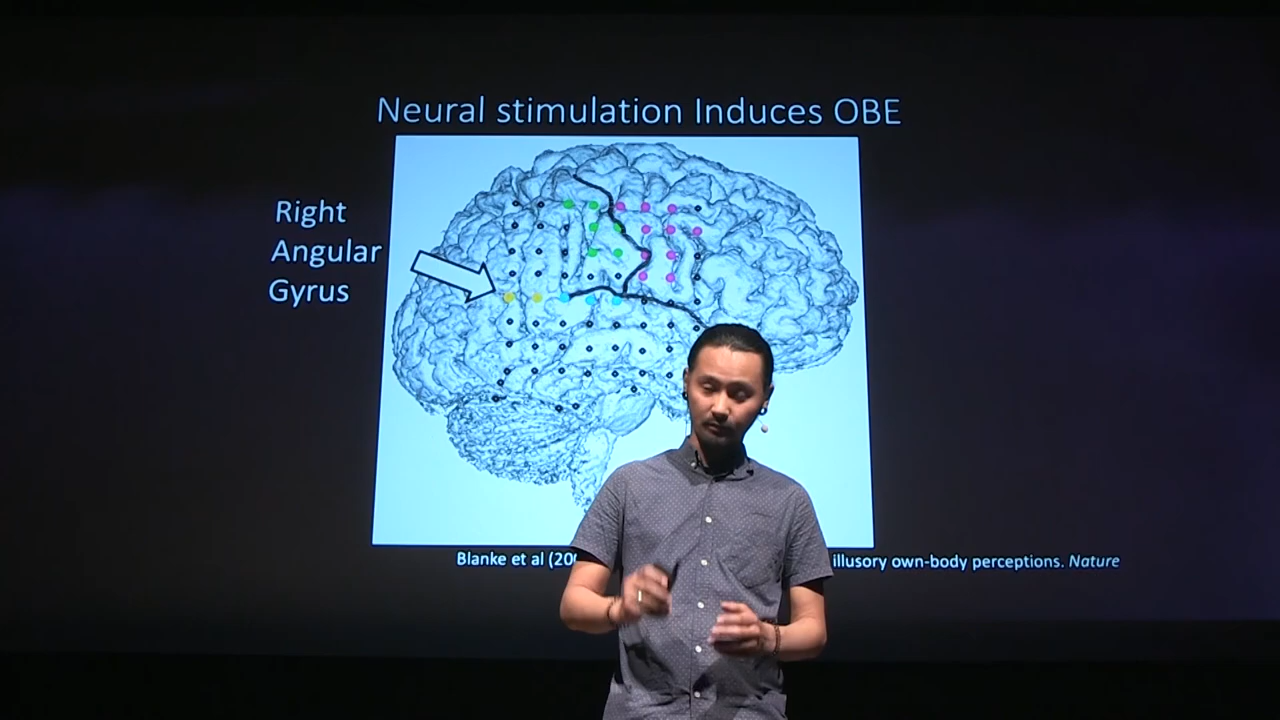 Neural stimulation Induces OBE
Right
Angular
Gyrus
Blanke et al (20 illusory own-body perceptions. Nature